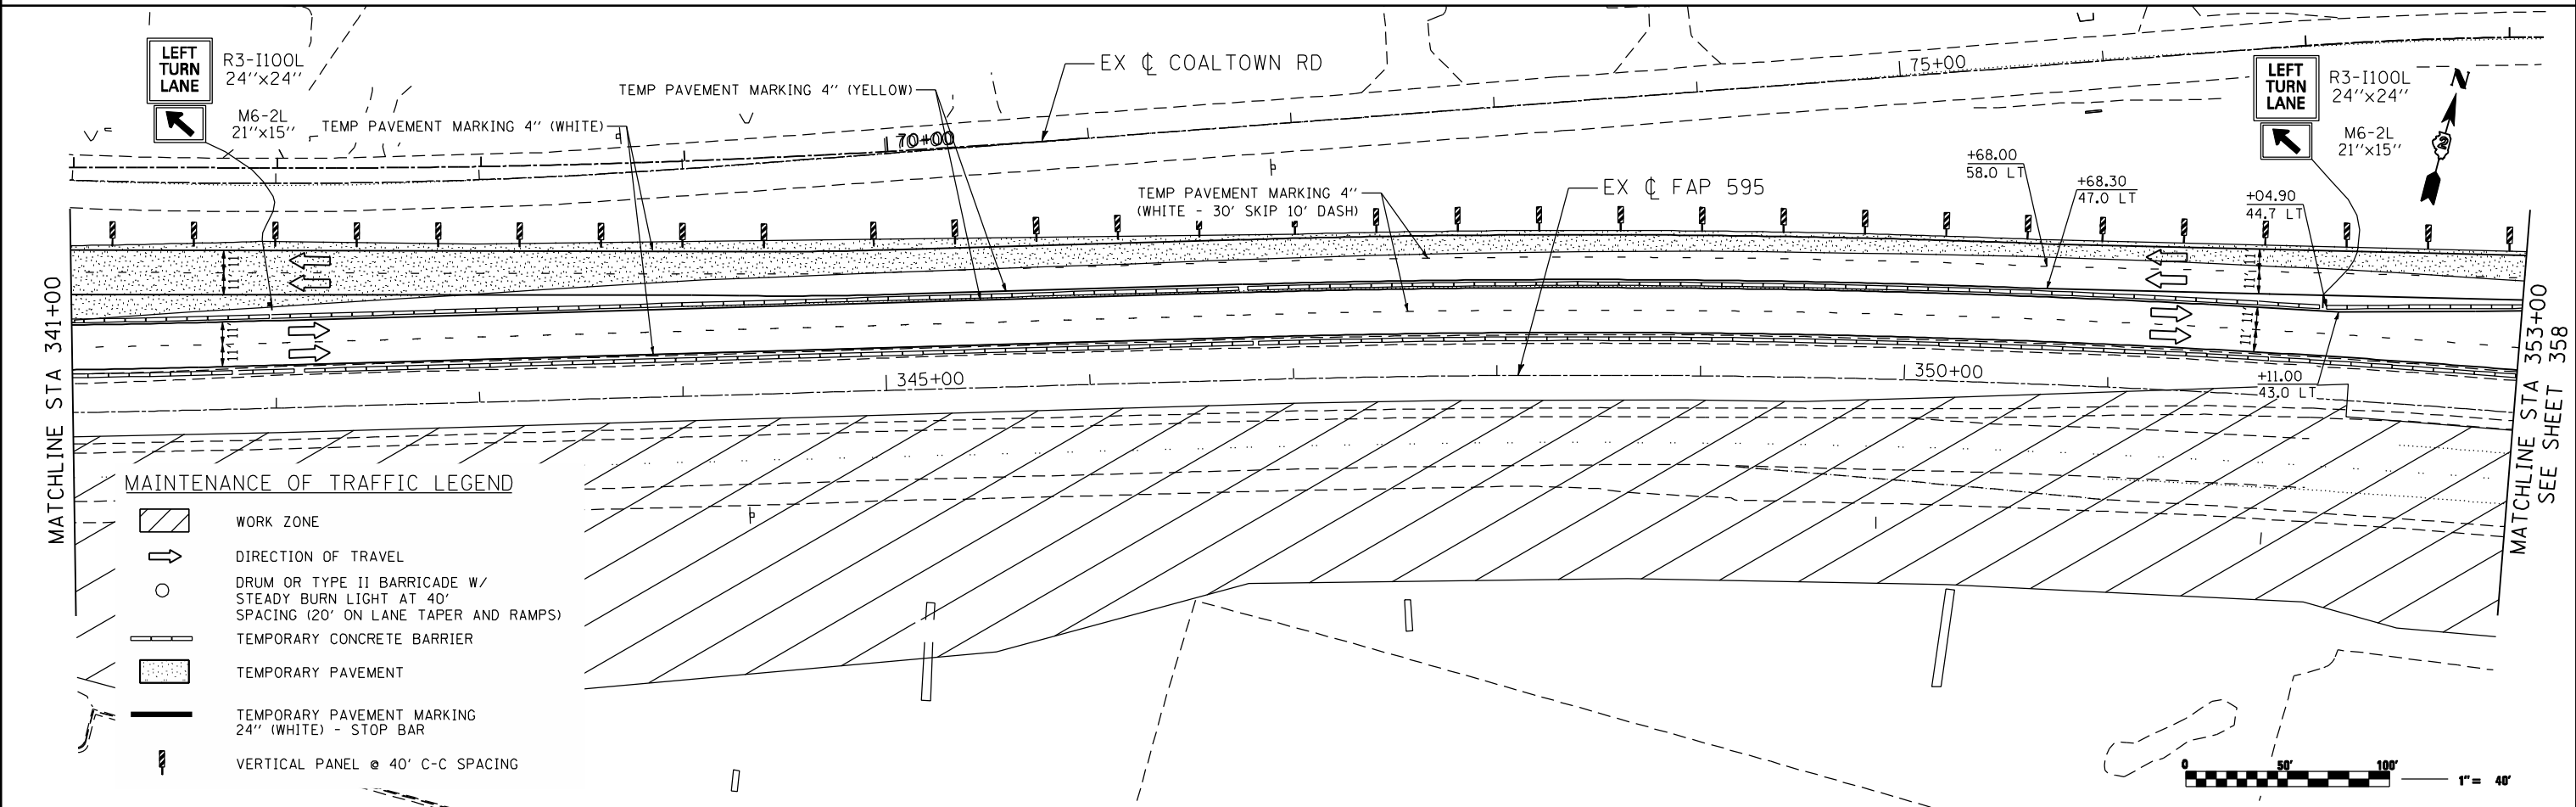 LEFT
TURN
LANE
R3-I100L
24''x24''
M6-2L
21''x15''
TEMP PAVEMENT MARKING 4'' (WHITE)
TEMP PAVEMENT MARKING 4'' (YELLOW)
EX ℄ COALTOWN RD
70+00
75+00
LEFT
TURN
LANE
R3-I100L
24''x24''
M6-2L
21''x15''
N
2
TEMP PAVEMENT MARKING 4''
(WHITE - 30' SKIP 10' DASH)
EX ℄ FAP 595
+68.00
58.0 LT
+68.30
47.0 LT
+04.90
44.7 LT
11'
11'
11'
11'
11'
11'
11'
11'
+11.00
43.0 LT
345+00
350+00
MATCHLINE STA 341+00
MATCHLINE STA 353+00
SEE SHEET 358
MAINTENANCE OF TRAFFIC LEGEND
WORK ZONE
DIRECTION OF TRAVEL
DRUM OR TYPE II BARRICADE W/
STEADY BURN LIGHT AT 40'
SPACING (20' ON LANE TAPER AND RAMPS)
TEMPORARY CONCRETE BARRIER
TEMPORARY PAVEMENT
TEMPORARY PAVEMENT MARKING
24'' (WHITE) - STOP BAR
VERTICAL PANEL @ 40' C-C SPACING
0 50' 100'
1" = 40'